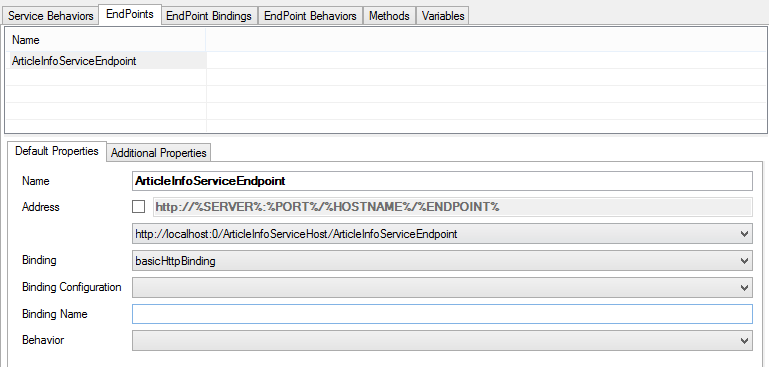 Service Behaviors EndPoints EndPoint Bindings EndPoint Behaviors Methods Variables
Name
ArticleInfoServiceEndpoint
Default Properties Additional Properties
Name ArticleInfoServiceEndpoint
Address http://%SERVER%:%PORT%/%HOSTNAME%/%ENDPOINT%
http://localhost:0/ArticleInfoServiceHost/ArticleInfoServiceEndpoint
Binding basicHttpBinding
Binding Configuration
Binding Name
Behavior